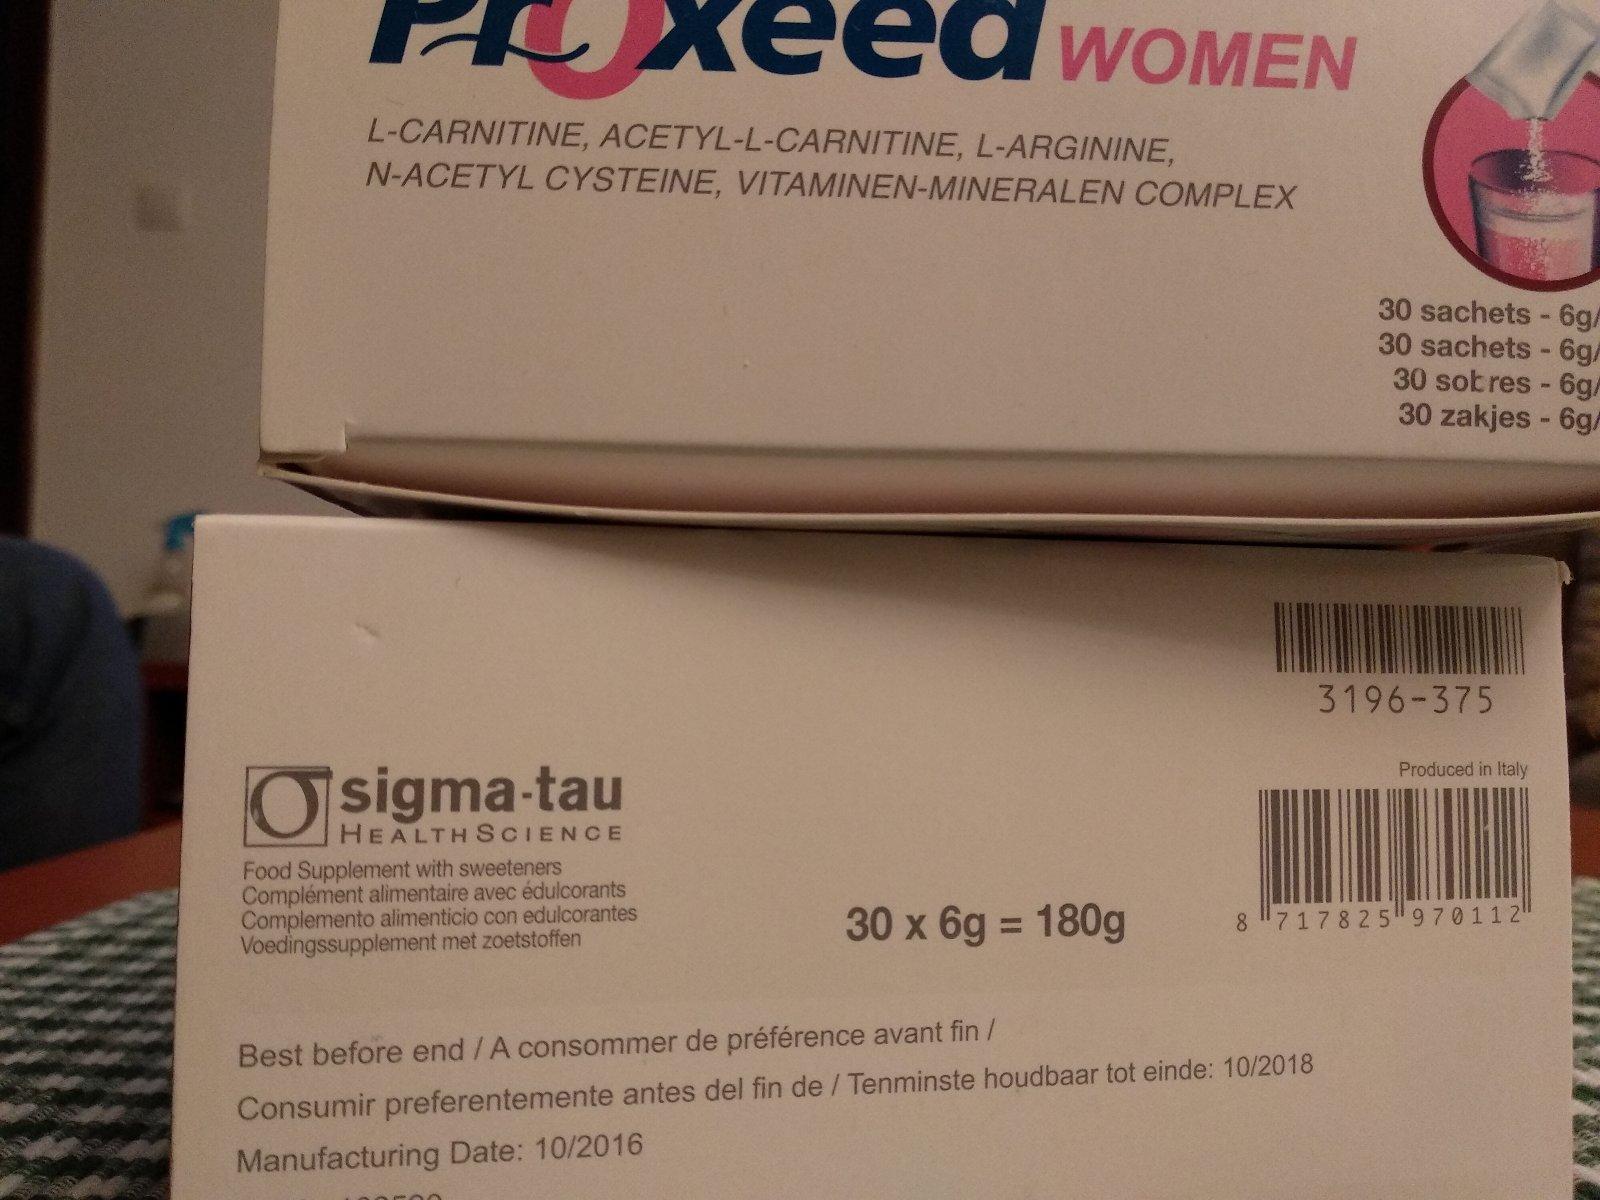 Proxeed WOMEN
L-CARNITINE, ACETYL-L-CARNITINE, L-ARGININE,
N-ACETYL CYSTEINE, VITAMINEN-MINERALEN COMPLEX
30 sachets - 6g/
30 sachets - 6g/
30 sobres - 6g/
30 zakjes - 6g/
3196-375
Produced in Italy
sigma-tau
HEALTHSCIENCE
Food Supplement with sweeteners
Complément alimentaire avec édulcorants
Complemento alimenticio con edulcorantes
Voedingssupplement met zoetstoffen
30 x 6g = 180g
8 717825 970112
Best before end / A consommer de préférence avant fin /
Consumir preferentemente antes del fin de / Tenminste houdbaar tot einde: 10/2018
Manufacturing Date: 10/2016